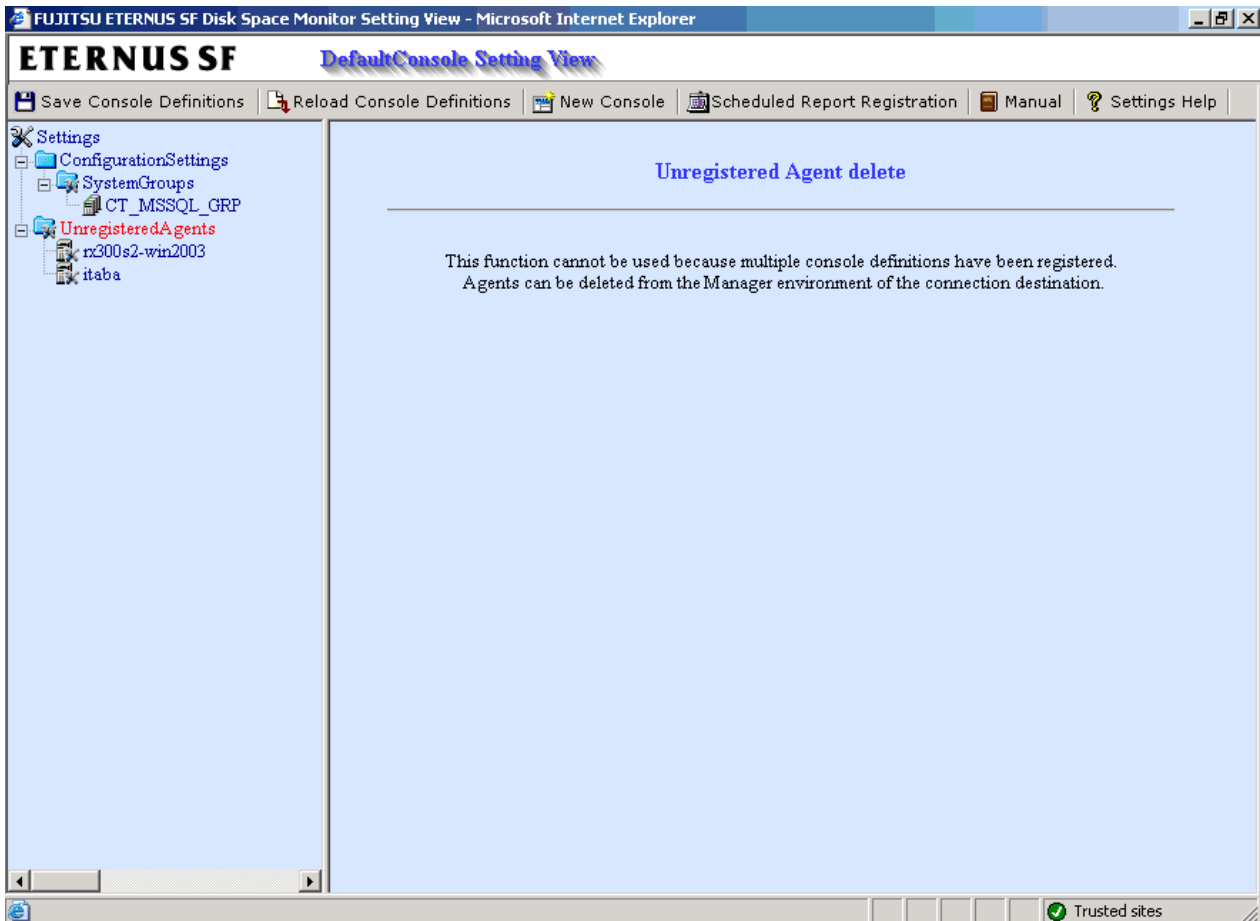 FUJITSU ETERNUS SF Disk Space Monitor Setting View - Microsoft Internet Explorer
ETERNUS SF DefaultConsole Setting View
Save Console Definitions Reload Console Definitions New Console Scheduled Report Registration Manual Settings Help
Settings
ConfigurationSettings
SystemGroups
CT_MSSQL_GRP
UnregisteredAgents
rx300s2-win2003
itaba
Unregistered Agent delete
This function cannot be used because multiple console definitions have been registered.
Agents can be deleted from the Manager environment of the connection destination.
Trusted sites